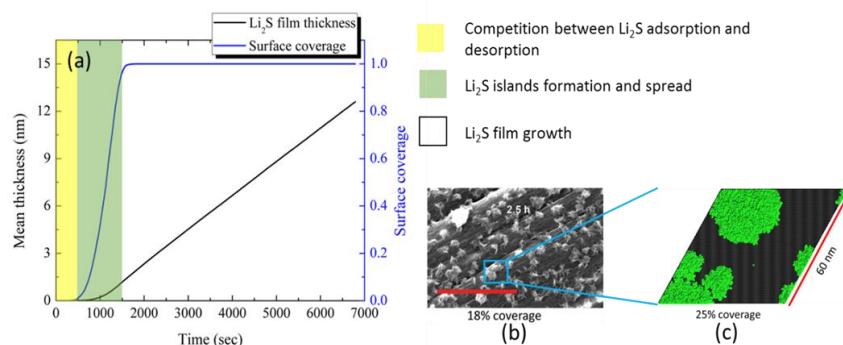 Li₂S film thickness
Surface coverage
(a)
15
12
9
6
3
0
Mean thickness (nm)
1.0
0.8
0.6
0.4
0.2
0.0
Surface coverage
0 1000 2000 3000 4000 5000 6000 7000
Time (sec)
Competition between Li₂S adsorption and
desorption
Li₂S islands formation and spread
Li₂S film growth
2.5 h
18% coverage
(b)
60 nm
25% coverage
(c)